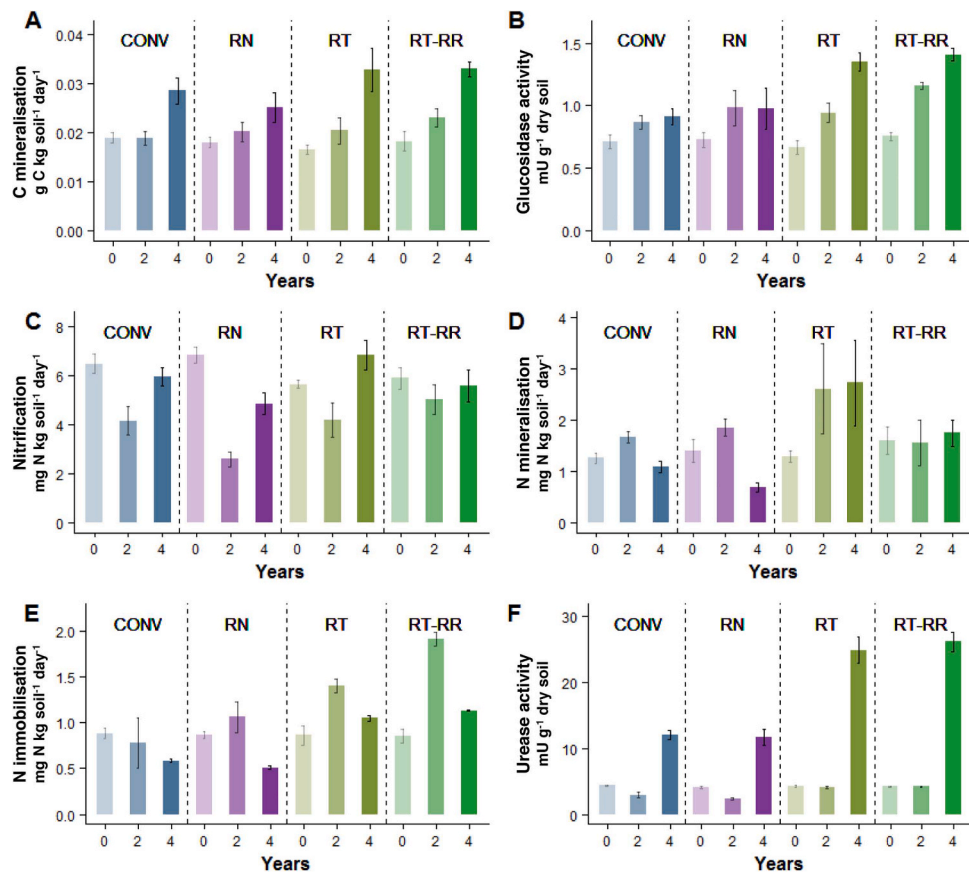 A
CONV RN RT RT-RR
C mineralisation
g C kg soil⁻¹ day⁻¹
0.04
0.03
0.02
0.01
0.00
0 2 4 0 2 4 0 2 4 0 2 4
Years
B
CONV RN RT RT-RR
Glucosidase activity
mU g⁻¹ dry soil
1.5
1.0
0.5
0.0
0 2 4 0 2 4 0 2 4 0 2 4
Years
C
CONV RN RT RT-RR
Nitrification
mg N kg soil⁻¹ day⁻¹
8
6
4
2
0
0 2 4 0 2 4 0 2 4 0 2 4
Years
D
CONV RN RT RT-RR
N mineralisation
mg N kg soil⁻¹ day⁻¹
4
3
2
1
0
0 2 4 0 2 4 0 2 4 0 2 4
Years
E
CONV RN RT RT-RR
N immobilisation
mg N kg soil⁻¹ day⁻¹
2.0
1.5
1.0
0.5
0.0
0 2 4 0 2 4 0 2 4 0 2 4
Years
F
CONV RN RT RT-RR
Urease activity
mU g⁻¹ dry soil
30
20
10
0
0 2 4 0 2 4 0 2 4 0 2 4
Years